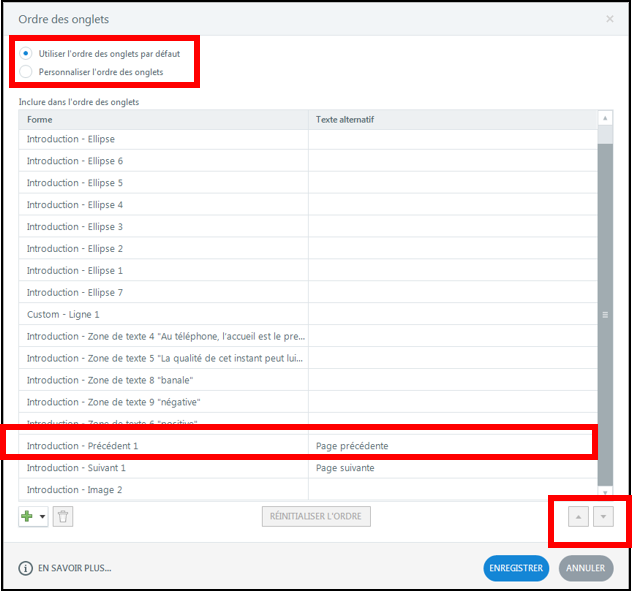 Ordre des onglets
Utiliser l'ordre des onglets par défaut
Personnaliser l'ordre des onglets
Inclure dans l'ordre des onglets
Forme Texte alternatif
Introduction - Ellipse
Introduction - Ellipse 6
Introduction - Ellipse 5
Introduction - Ellipse 4
Introduction - Ellipse 3
Introduction - Ellipse 2
Introduction - Ellipse 1
Introduction - Ellipse 7
Custom - Ligne 1
Introduction - Zone de texte 4 "Au téléphone, l'accueil est le pre...
Introduction - Zone de texte 5 "La qualité de cet instant peut lui...
Introduction - Zone de texte 8 "banale"
Introduction - Zone de texte 9 "négative"
Introduction - Zone de texte 6 "positive"
Introduction - Précédent 1 Page précédente
Introduction - Suivant 1 Page suivante
Introduction - Image 2
RÉINITIALISER L'ORDRE
EN SAVOIR PLUS...
ENREGISTRER
ANNULER